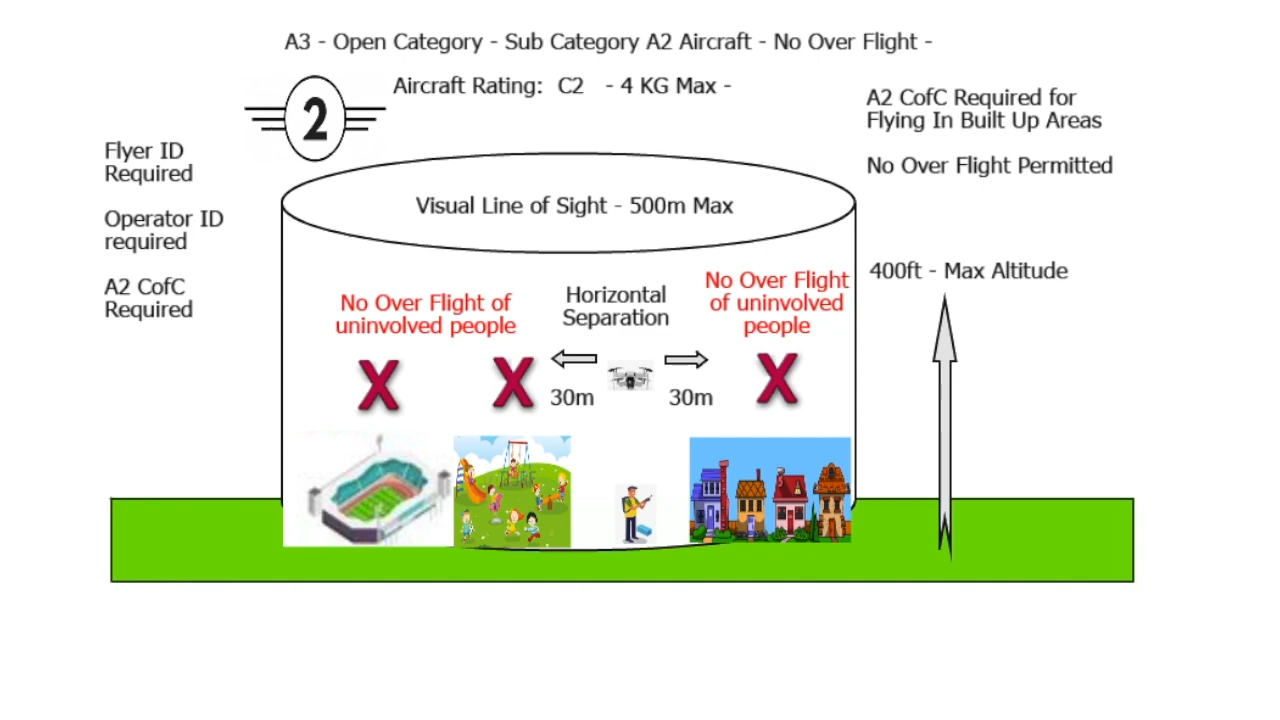 A3 - Open Category - Sub Category A2 Aircraft - No Over Flight -
Aircraft Rating:  C2   - 4 KG Max -
2
A2 CofC Required for
Flying In Built Up Areas
No Over Flight Permitted
Flyer ID
Required
Operator ID
required
A2 CofC
Required
Visual Line of Sight - 500m Max
400ft - Max Altitude
No Over Flight of
uninvolved people
Horizontal
Separation
No Over Flight
of uninvolved
people
X
X
X
30m
30m